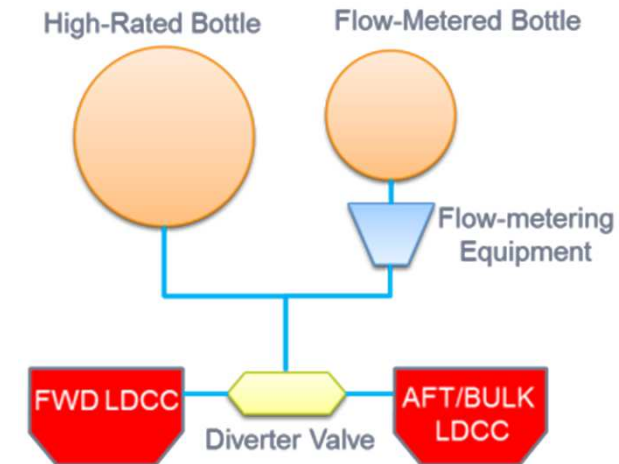 High-Rated Bottle
Flow-Metered Bottle
Flow-metering
Equipment
FWD LDCC
AFT/BULK
LDCC
Diverter Valve